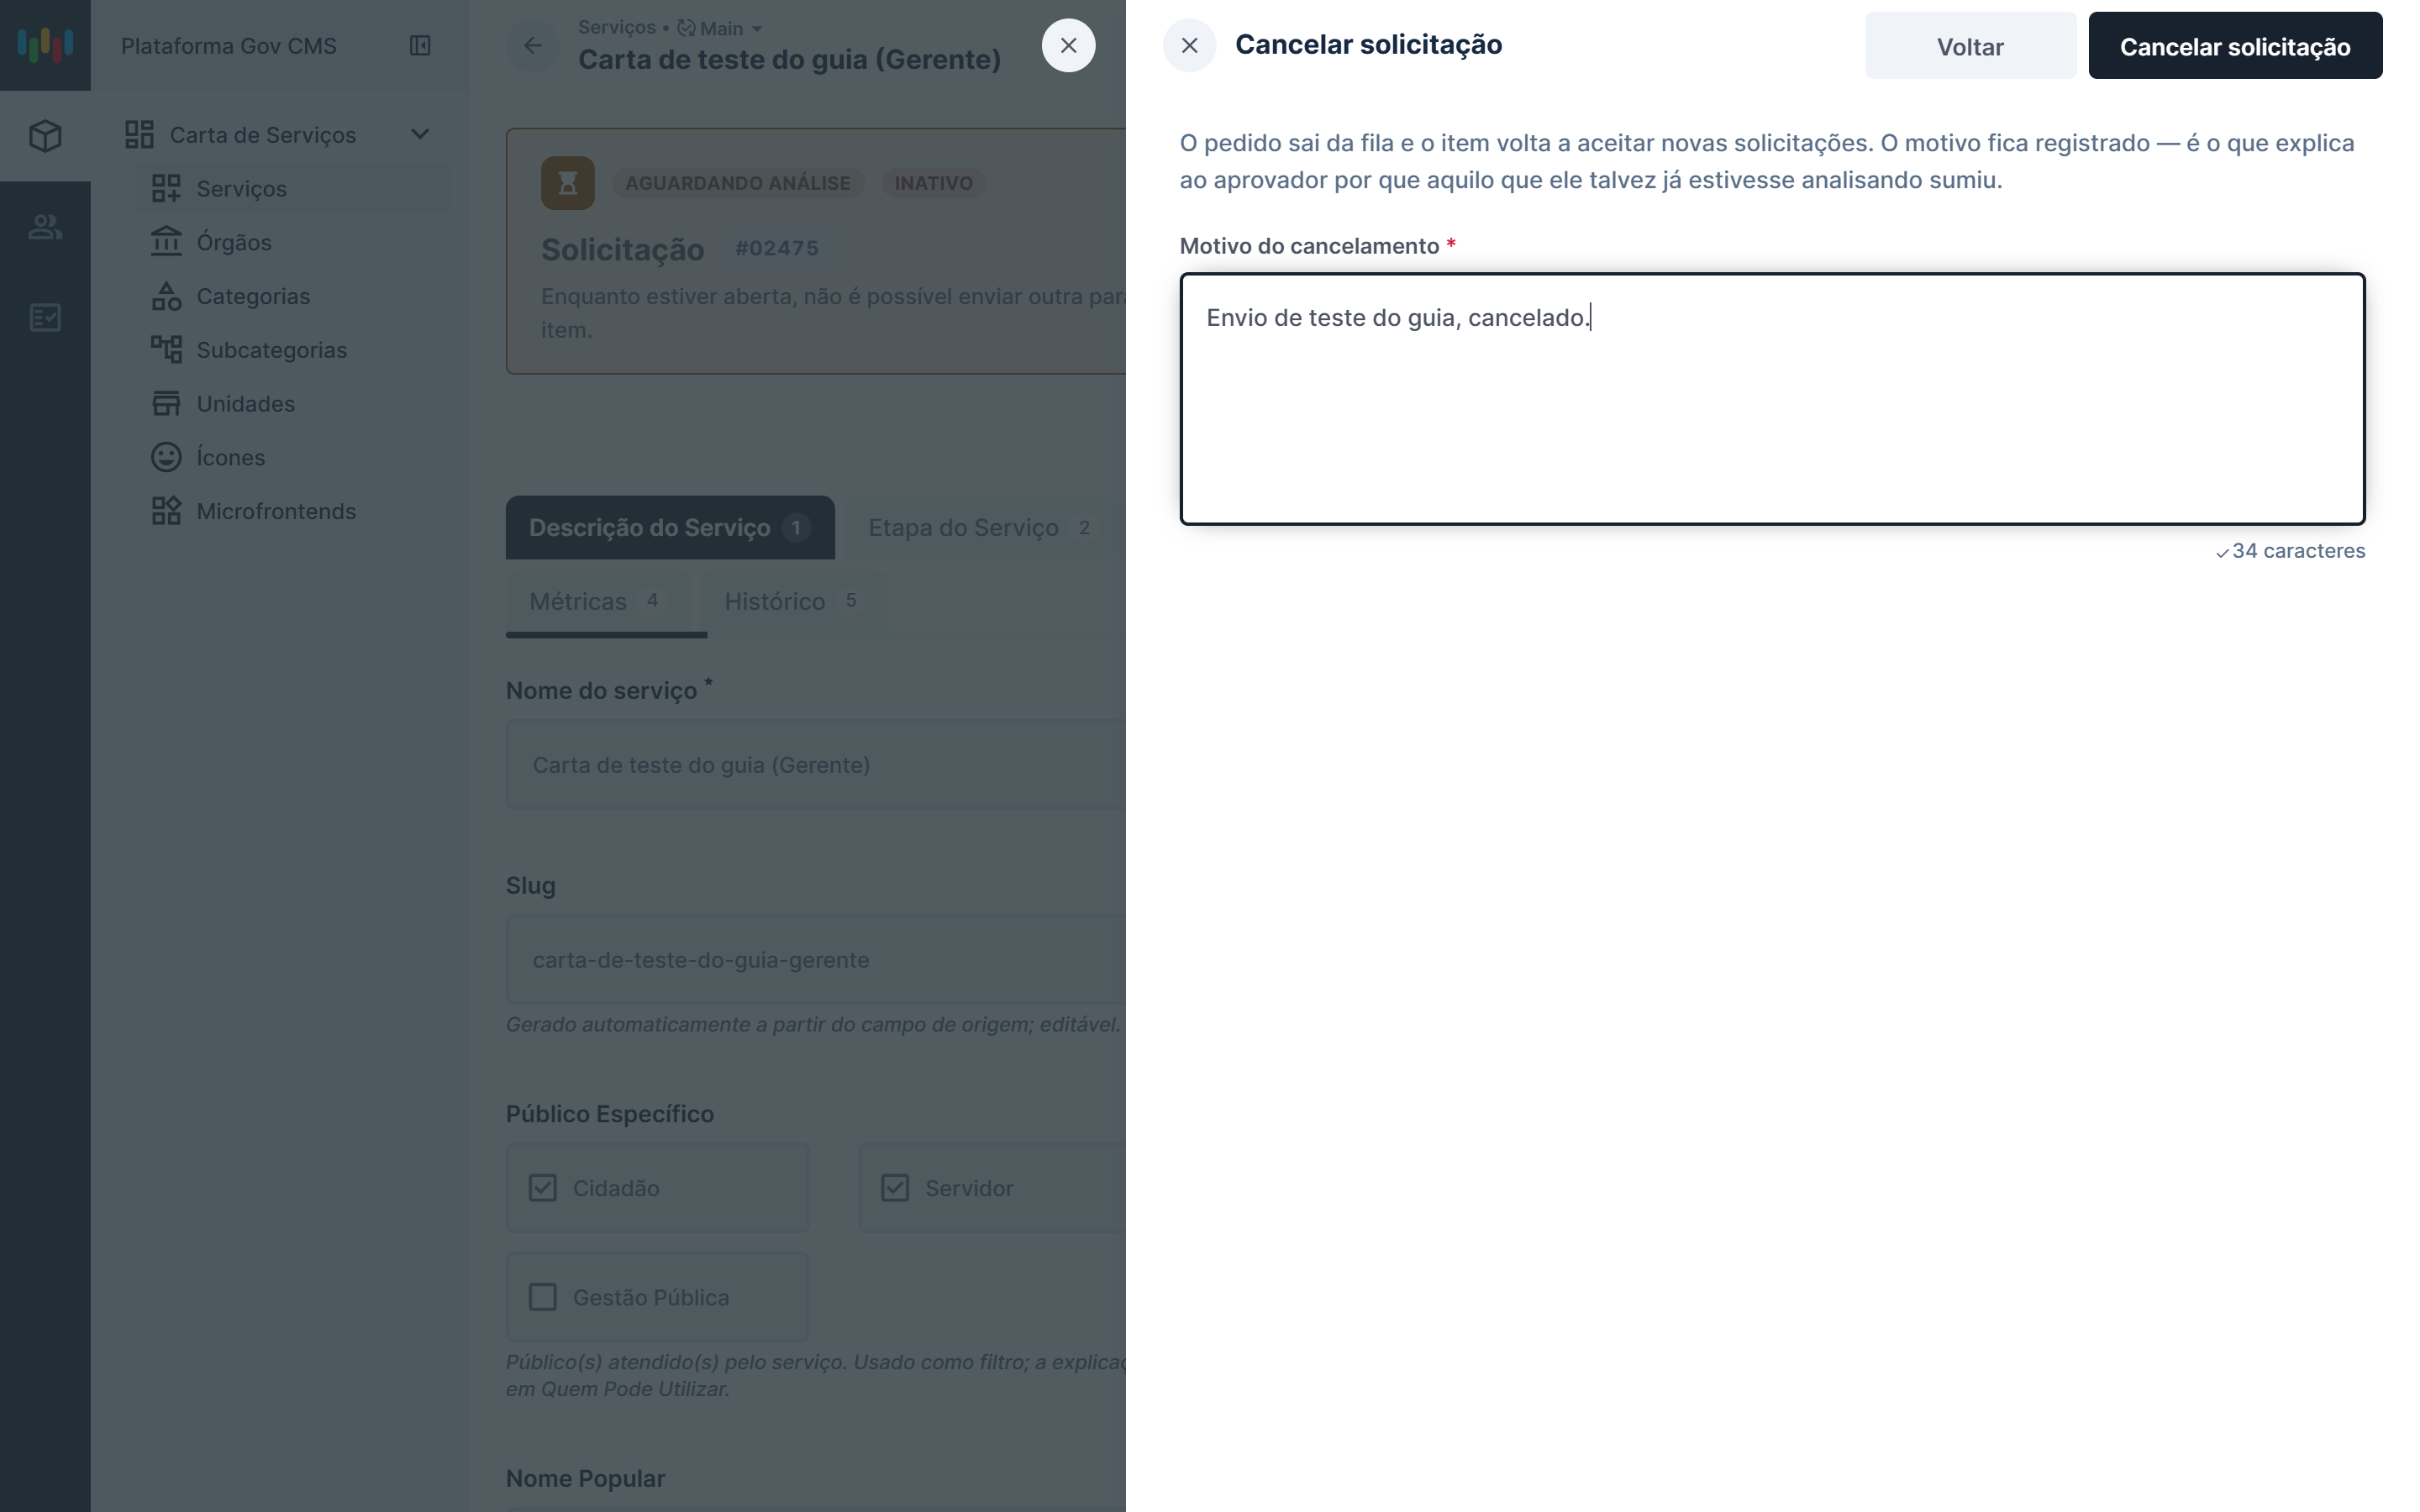 Plataforma Gov CMS
Carta de Serviços
Serviços
Órgãos
Categorias
Subcategorias
Unidades
Ícones
Microfrontends
Serviços • Main
Carta de teste do guia (Gerente)
AGUARDANDO ANÁLISE INATIVO
Solicitação #02475
Enquanto estiver aberta, não é possível enviar outra par
item.
Descrição do Serviço 1 Etapa do Serviço 2
Métricas 4 Histórico 5
Nome do serviço *
Carta de teste do guia (Gerente)
Slug
carta-de-teste-do-guia-gerente
Gerado automaticamente a partir do campo de origem; editável.
Público Específico
Cidadão Servidor
Gestão Pública
Público(s) atendido(s) pelo serviço. Usado como filtro; a explicaç
em Quem Pode Utilizar.
Nome Popular
Cancelar solicitação
Voltar
Cancelar solicitação
O pedido sai da fila e o item volta a aceitar novas solicitações. O motivo fica registrado — é o que explica
ao aprovador por que aquilo que ele talvez já estivesse analisando sumiu.
Motivo do cancelamento *
Envio de teste do guia, cancelado.
34 caracteres